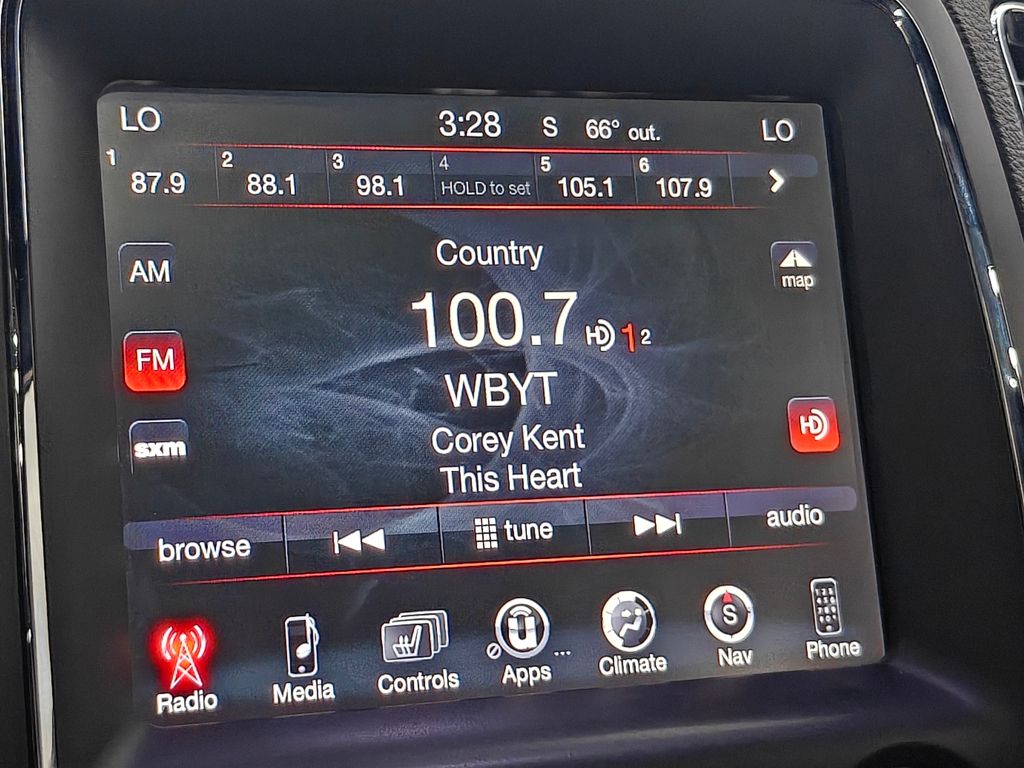 LO 3:28 S 66° out. LO
1 2 3 4 5 6
87.9 88.1 98.1 HOLD to set 105.1 107.9
AM
Country
map
100.7 HD 1 2
FM
WBYT
HD
sxm
Corey Kent
This Heart
browse tune audio
Radio Media Controls Apps ... S Climate Nav Phone